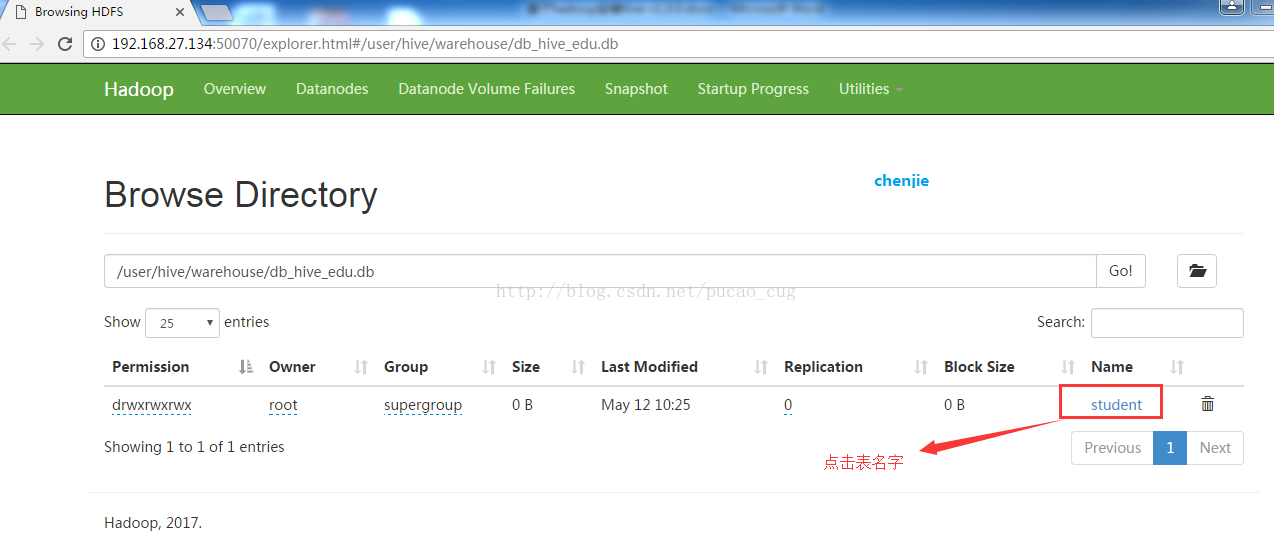 Browsing HDFS
192.168.27.134:50070/explorer.html#/user/hive/warehouse/db_hive_edu.db
Hadoop Overview Datanodes Datanode Volume Failures Snapshot Startup Progress Utilities
chenjie
Browse Directory
/user/hive/warehouse/db_hive_edu.db Go!
http://blog.csdn.net/pucao_cug
Show 25 entries Search:
Permission Owner Group Size Last Modified Replication Block Size Name
drwxrwxrwx root supergroup 0 B May 12 10:25 0 0 B student
Showing 1 to 1 of 1 entries Previous 1 Next
点击表名字
Hadoop, 2017.